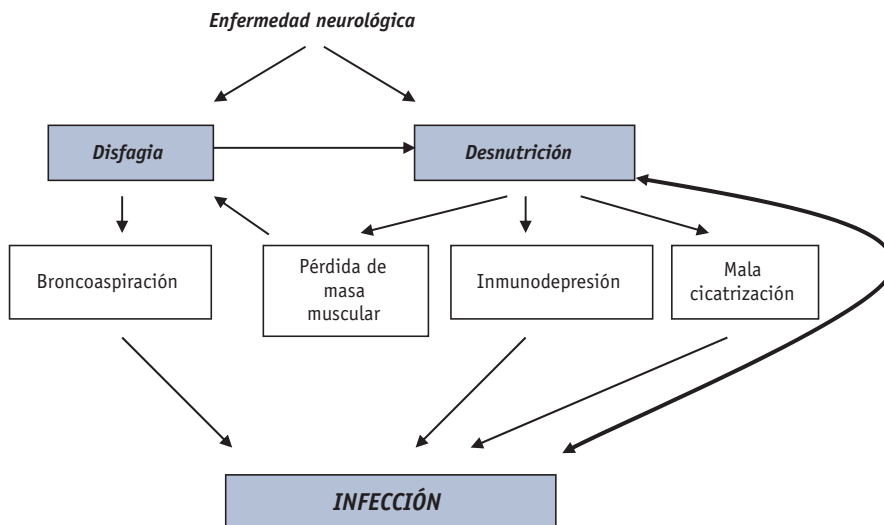 Enfermedad neurológica
Disfagia
Desnutrición
Broncoaspiración
Pérdida de
masa
muscular
Inmunodepresión
Mala
cicatrización
INFECCIÓN